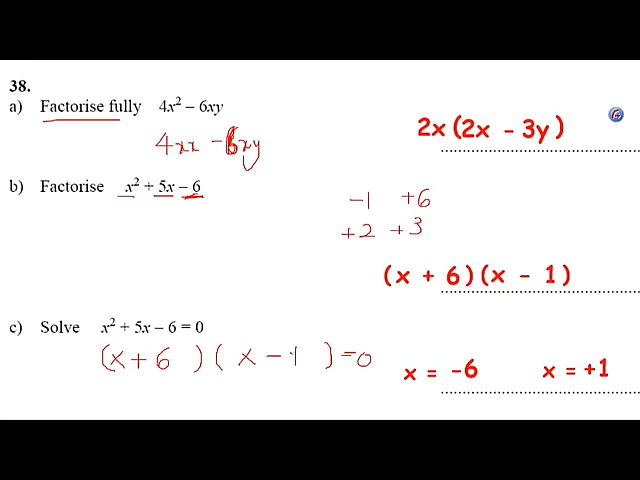 38.
a) Factorise fully 4x² – 6xy
2x (2x - 3y)
4xx - 6xy
b) Factorise x² + 5x – 6
-1 +6
+2 +3
(x + 6) (x - 1)
c) Solve x² + 5x – 6 = 0
(x + 6 ) ( x - 1 ) = 0
x = -6 x = +1